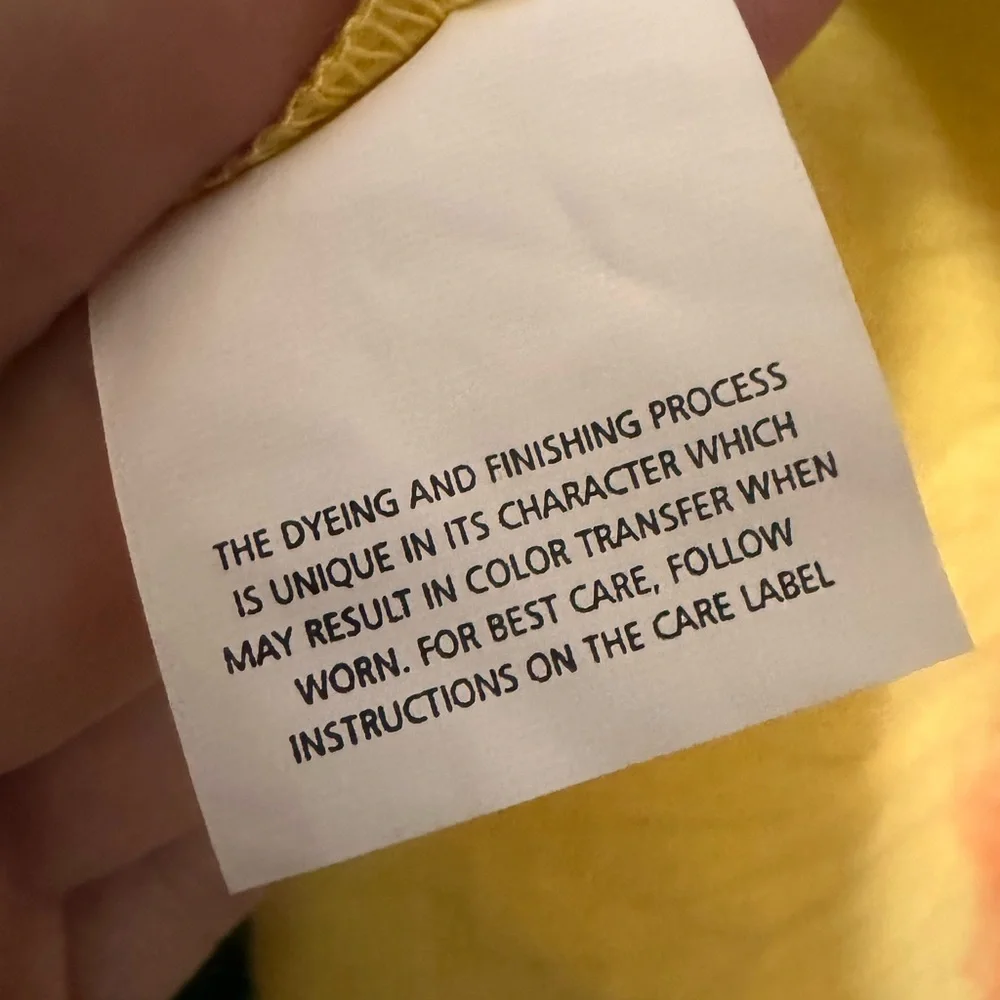 THE DYEING AND FINISHING PROCESS
IS UNIQUE IN ITS CHARACTER WHICH
MAY RESULT IN COLOR TRANSFER WHEN
WORN. FOR BEST CARE, FOLLOW
INSTRUCTIONS ON THE CARE LABEL